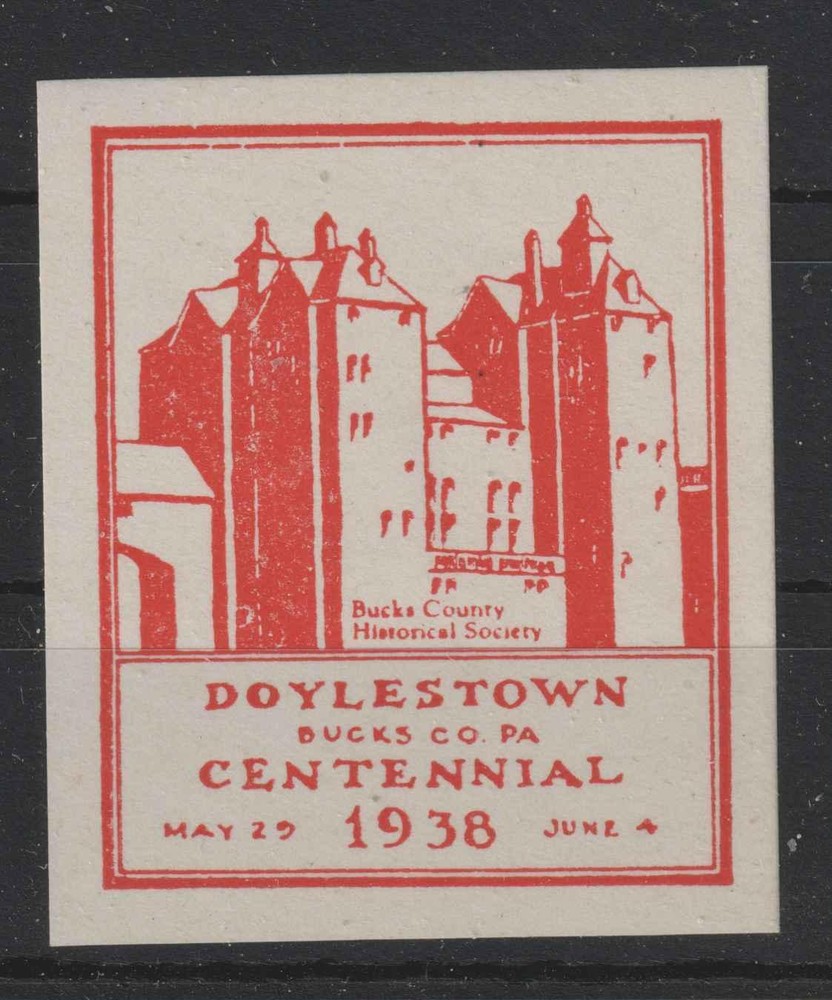 Bucks County
Historical Society
DOYLESTOWN
BUCKS CO. PA
CENTENNIAL
MAY 29 1938 JUNE 4